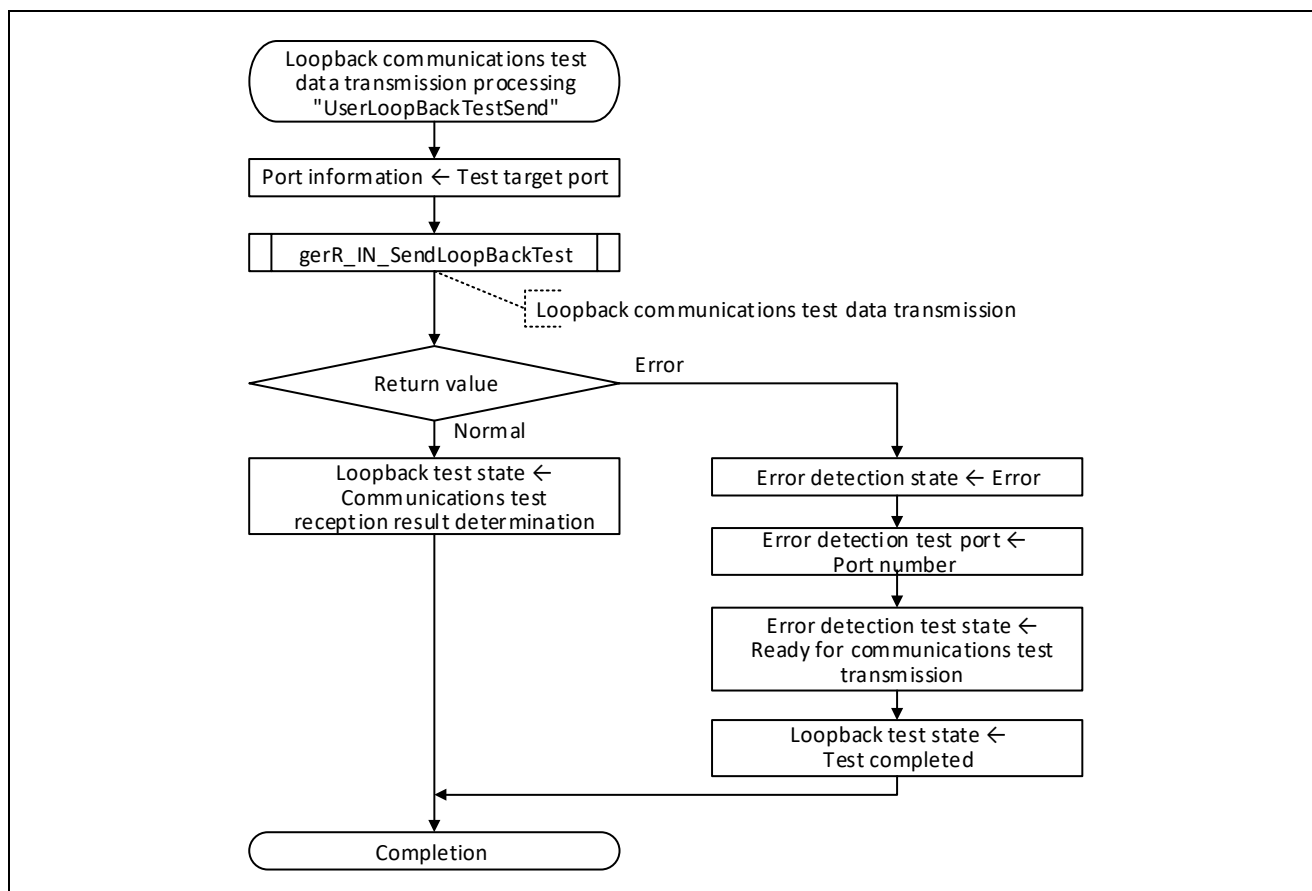 Loopback communications test
data transmission processing
"UserLoopBackTestSend"
Port information ← Test target port
gerR_IN_SendLoopBackTest
Loopback communications test data transmission
Return value
Error
Normal
Loopback test state ←
Communications test
reception result determination
Error detection state ← Error
Error detection test port ←
Port number
Error detection test state ←
Ready for communications test
transmission
Loopback test state ←
Test completed
Completion